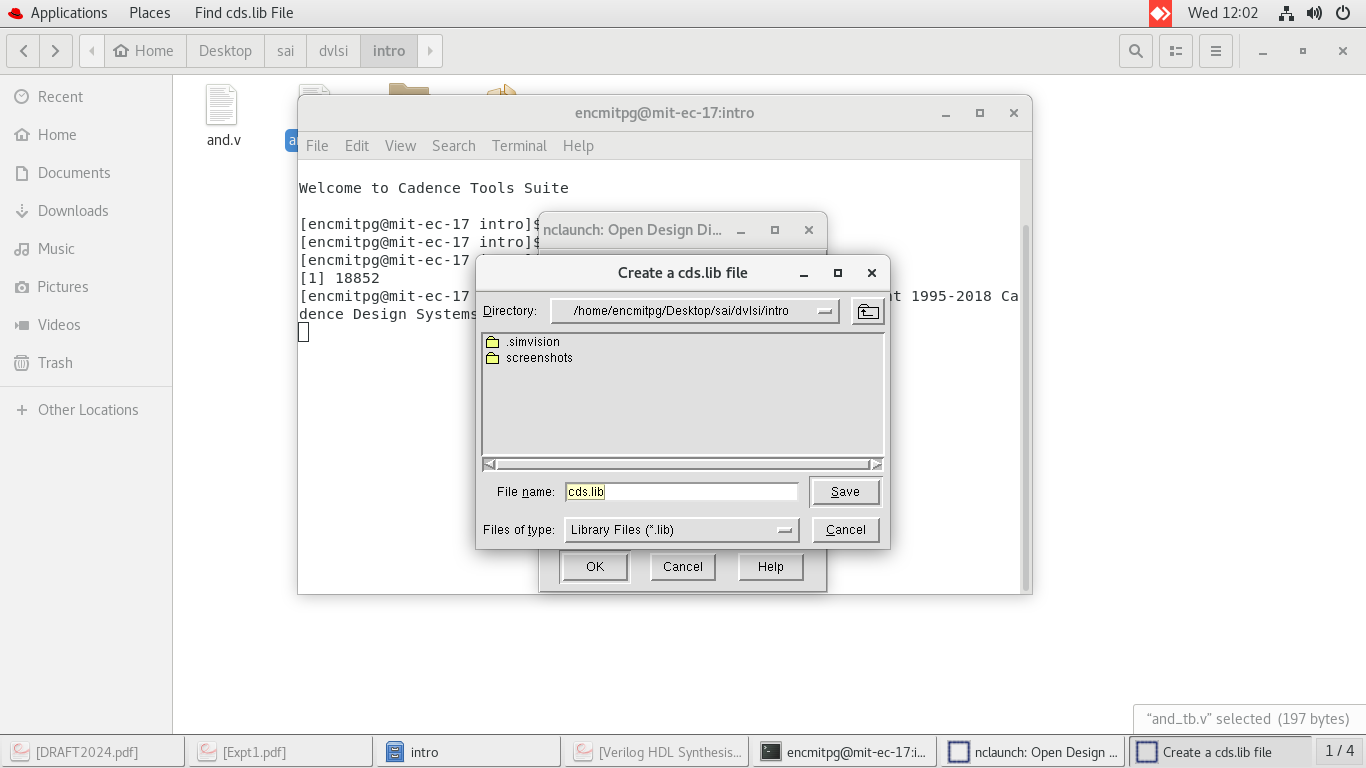 Applications Places Find cds.lib File Wed 12:02
Home Desktop sai dvlsi intro
Recent
Home
Documents
Downloads
Music
Pictures
Videos
Trash
Other Locations
and.v
encmitpg@mit-ec-17:intro
File Edit View Search Terminal Help
Welcome to Cadence Tools Suite
[encmitpg@mit-ec-17 intro]$
[encmitpg@mit-ec-17 intro]$
[encmitpg@mit-ec-17
[1] 18852
[encmitpg@mit-ec-17 1995-2018 Ca
dence Design Systems
nclaunch: Open Design Di...
Create a cds.lib file
Directory: /home/encmitpg/Desktop/sai/dvlsi/intro
.simvision
screenshots
File name: cds.lib Save
Files of type: Library Files (*.lib) Cancel
OK Cancel Help
“and_tb.v” selected (197 bytes)
[DRAFT2024.pdf] [Expt1.pdf] intro [Verilog HDL Synthesis... encmitpg@mit-ec-17:i... nclaunch: Open Design ... Create a cds.lib file 1 / 4